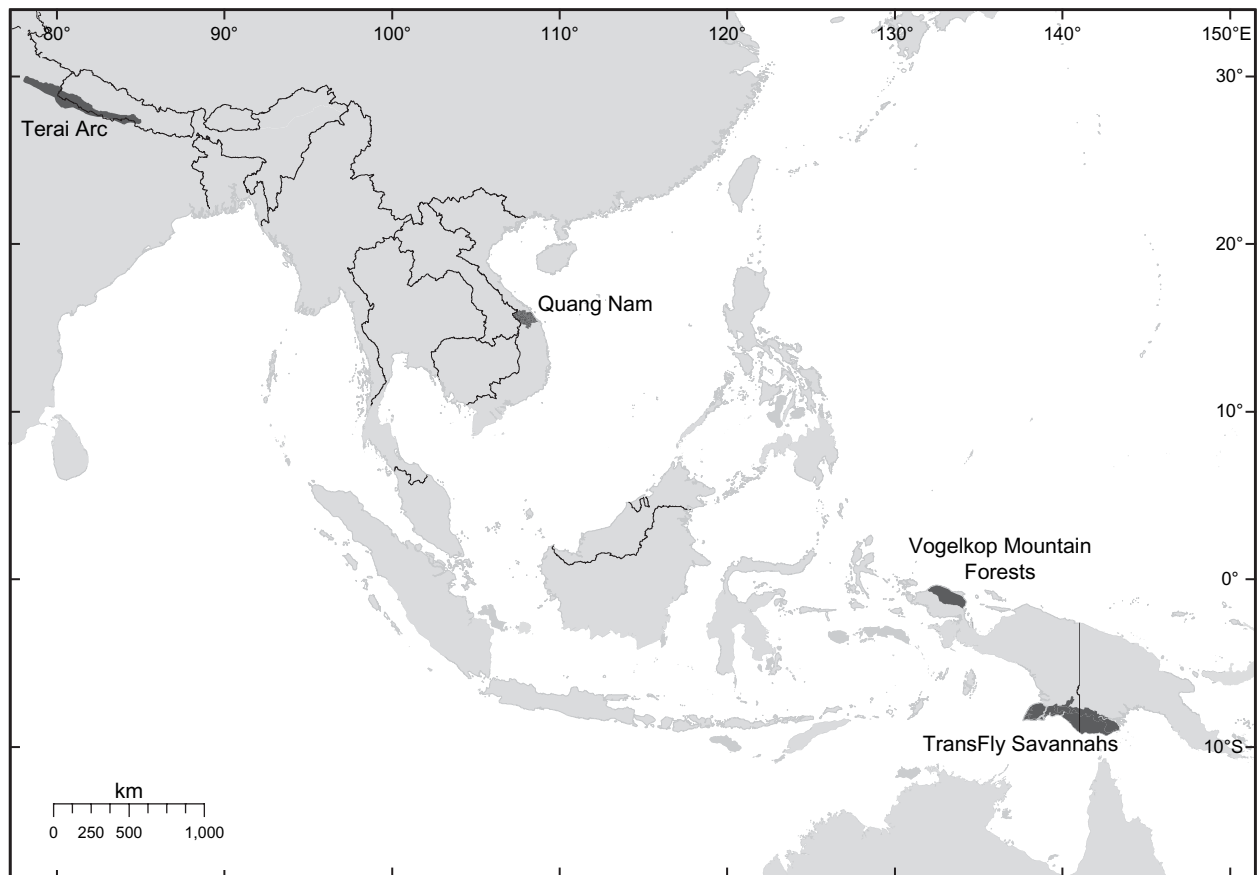 80° 90° 100° 110° 120° 130° 140° 150°E
30°
Terai Arc
20°
Quang Nam
10°
Vogelkop Mountain
Forests
0°
TransFly Savannahs
10°S
km
0 250 500 1,000